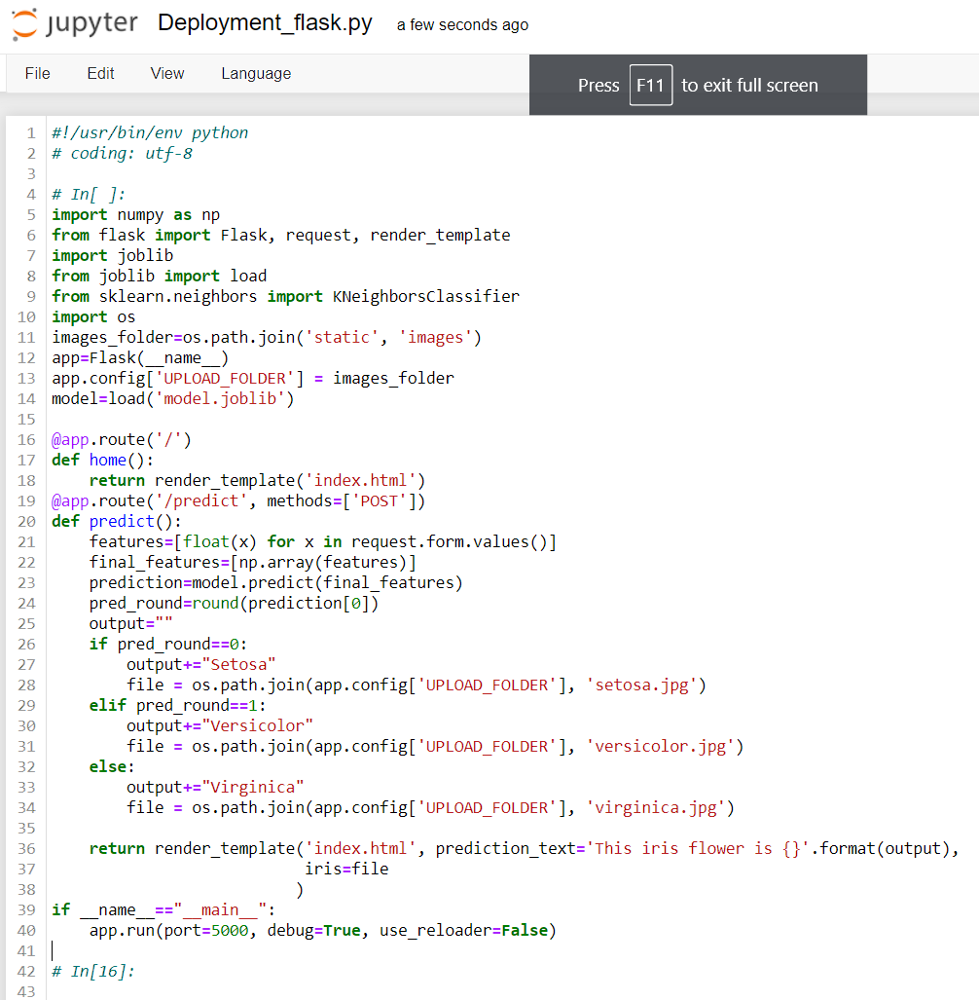 jupyter Deployment_flask.py a few seconds ago
File Edit View Language
Press F11 to exit full screen
1 #!/usr/bin/env python
2 # coding: utf-8
3
4 # In[ ]:
5 import numpy as np
6 from flask import Flask, request, render_template
7 import joblib
8 from joblib import load
9 from sklearn.neighbors import KNeighborsClassifier
10 import os
11 images_folder=os.path.join('static', 'images')
12 app=Flask(__name__)
13 app.config['UPLOAD_FOLDER'] = images_folder
14 model=load('model.joblib')
15
16 @app.route('/')
17 def home():
18     return render_template('index.html')
19 @app.route('/predict', methods=['POST'])
20 def predict():
21     features=[float(x) for x in request.form.values()]
22     final_features=[np.array(features)]
23     prediction=model.predict(final_features)
24     pred_round=round(prediction[0])
25     output=""
26     if pred_round==0:
27         output+="Setosa"
28         file = os.path.join(app.config['UPLOAD_FOLDER'], 'setosa.jpg')
29     elif pred_round==1:
30         output+="Versicolor"
31         file = os.path.join(app.config['UPLOAD_FOLDER'], 'versicolor.jpg')
32     else:
33         output+="Virginica"
34         file = os.path.join(app.config['UPLOAD_FOLDER'], 'virginica.jpg')
35
36     return render_template('index.html', prediction_text='This iris flower is {}'.format(output),
37                            iris=file
38                           )
39 if __name__=="__main__":
40     app.run(port=5000, debug=True, use_reloader=False)
41
42 # In[16]:
43